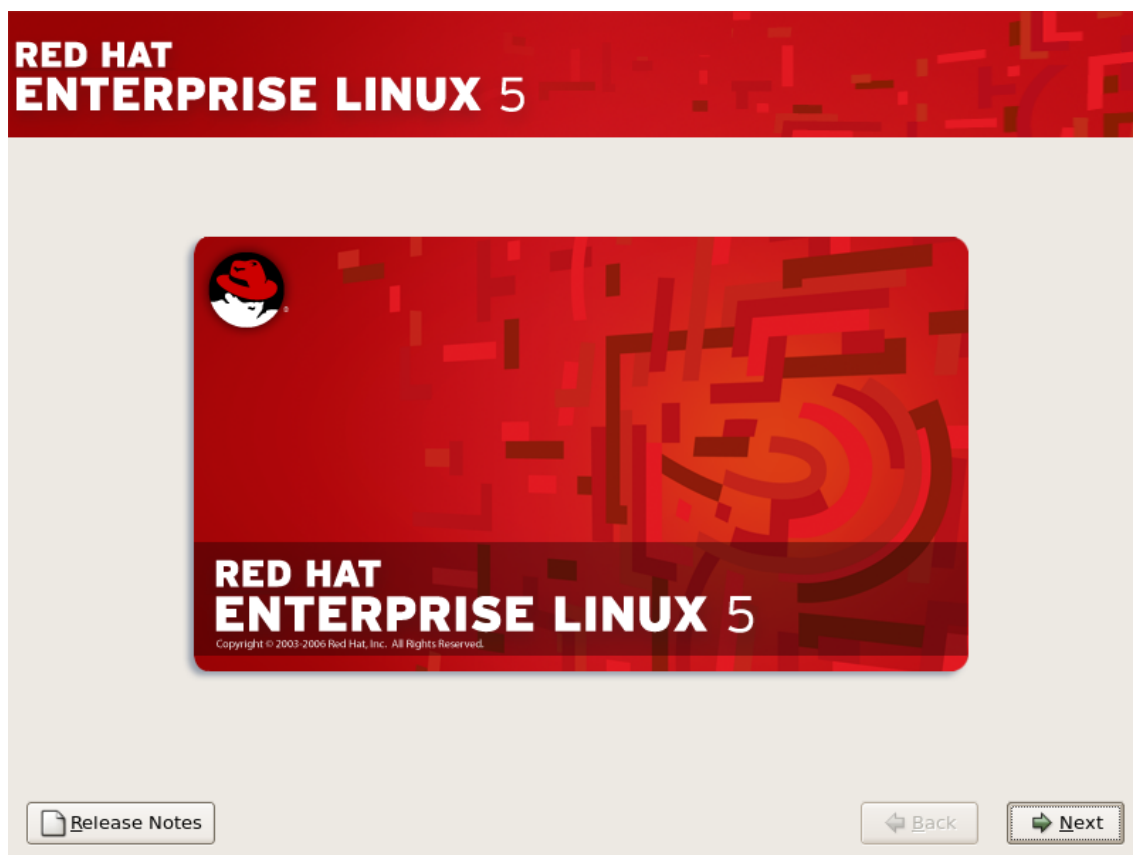 RED HAT
ENTERPRISE LINUX 5
RED HAT
ENTERPRISE LINUX 5
Copyright © 2003-2006 Red Hat, Inc. All Rights Reserved.
Release Notes
Back
Next